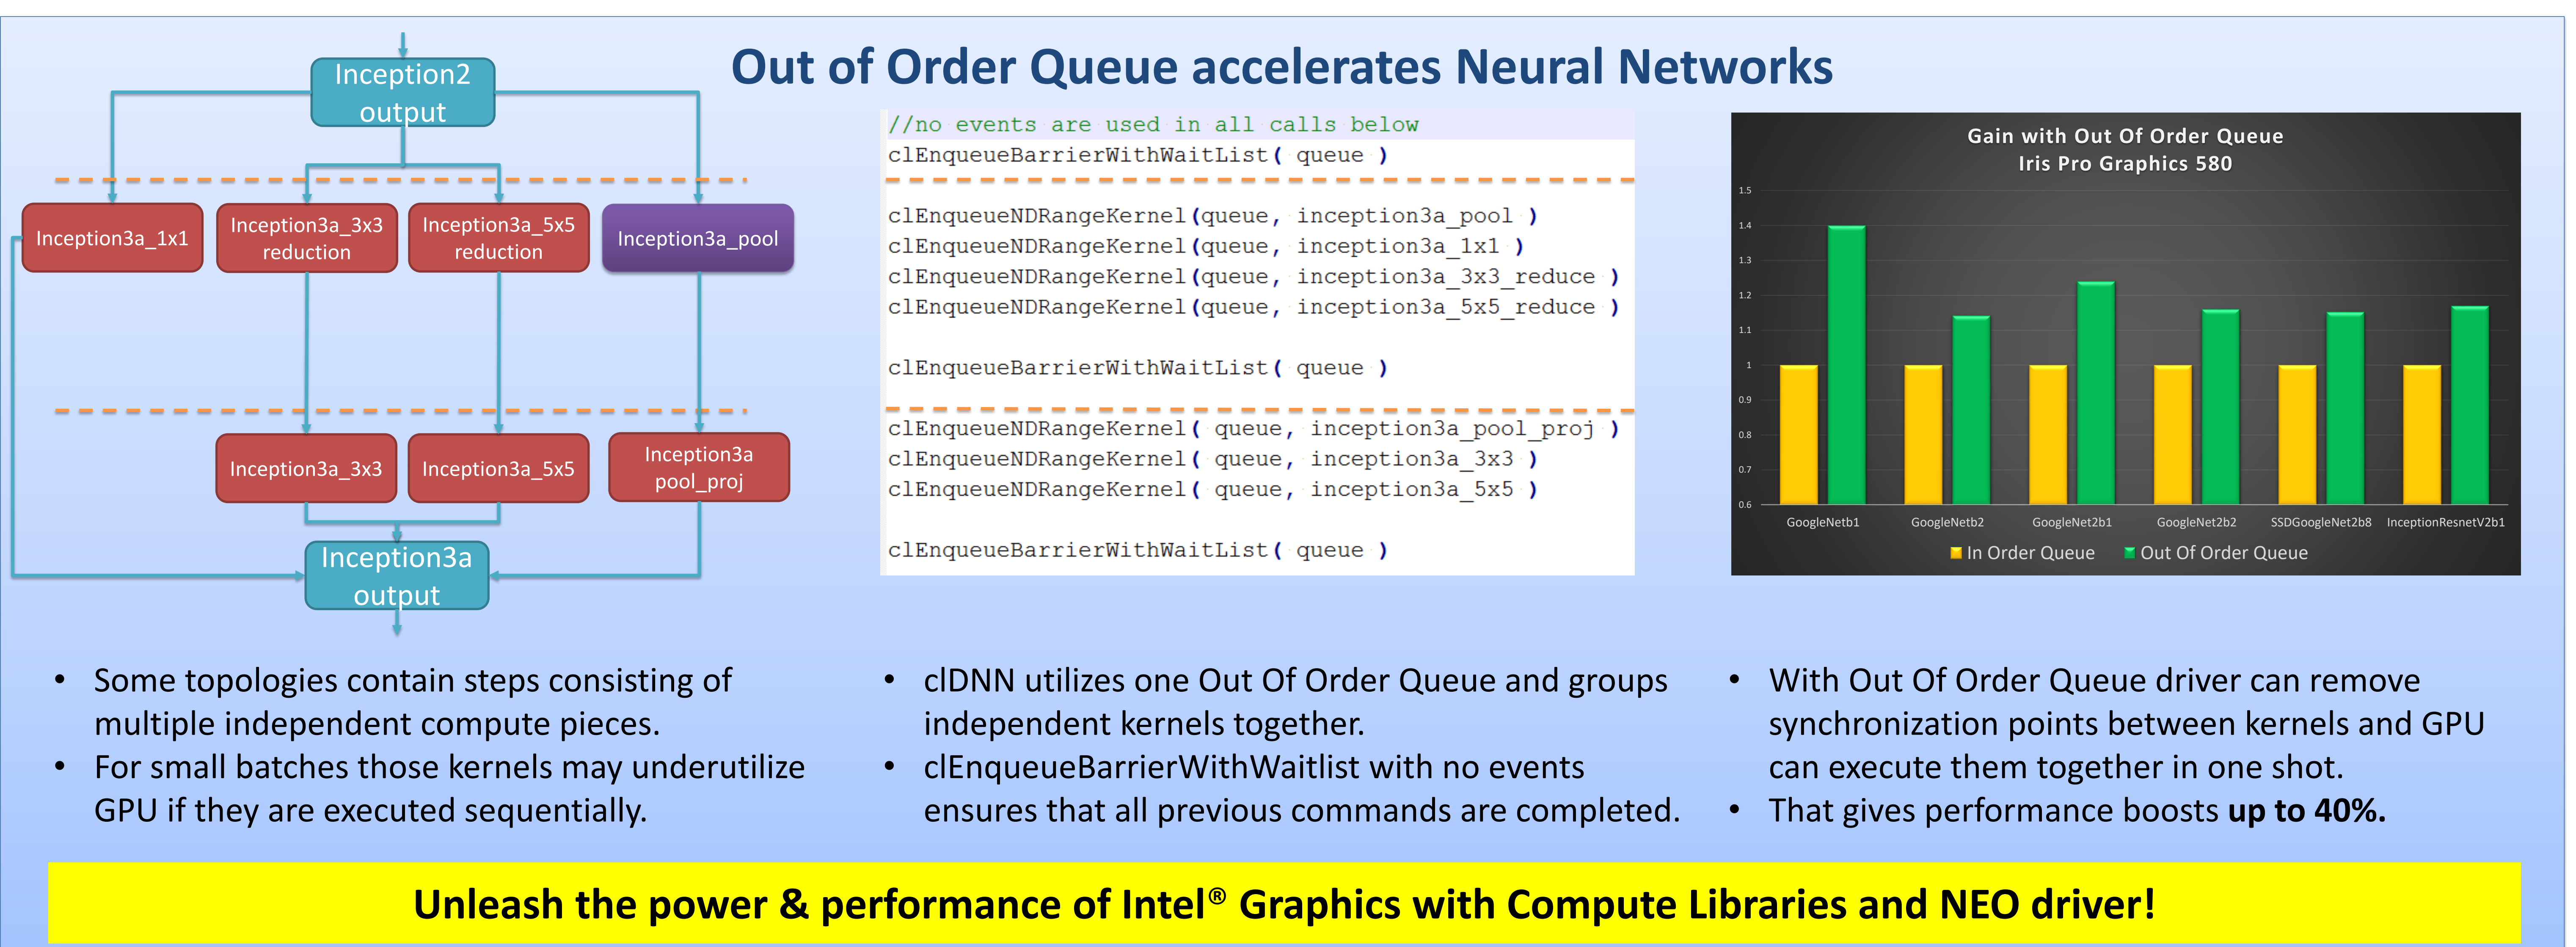 Out of Order Queue accelerates Neural Networks
Inception2
output
Inception3a_1x1
Inception3a_3x3
reduction
Inception3a_5x5
reduction
Inception3a_pool
Inception3a_3x3
Inception3a_5x5
Inception3a
pool_proj
Inception3a
output
//no events are used in all calls below
clEnqueueBarrierWithWaitList( queue )
clEnqueueNDRangeKernel(queue, inception3a_pool )
clEnqueueNDRangeKernel(queue, inception3a_1x1 )
clEnqueueNDRangeKernel(queue, inception3a_3x3_reduce )
clEnqueueNDRangeKernel(queue, inception3a_5x5_reduce )
clEnqueueBarrierWithWaitList( queue )
clEnqueueNDRangeKernel( queue, inception3a_pool_proj )
clEnqueueNDRangeKernel( queue, inception3a_3x3 )
clEnqueueNDRangeKernel( queue, inception3a_5x5 )
clEnqueueBarrierWithWaitList( queue )
Gain with Out Of Order Queue
Iris Pro Graphics 580
1.5
1.4
1.3
1.2
1.1
1
0.9
0.8
0.7
0.6
GoogleNetb1 GoogleNetb2 GoogleNet2b1 GoogleNet2b2 SSDGoogleNet2b8 InceptionResnetV2b1
In Order Queue Out Of Order Queue
• Some topologies contain steps consisting of
multiple independent compute pieces.
• For small batches those kernels may underutilize
GPU if they are executed sequentially.
• clDNN utilizes one Out Of Order Queue and groups
independent kernels together.
• clEnqueueBarrierWithWaitlist with no events
ensures that all previous commands are completed.
• With Out Of Order Queue driver can remove
synchronization points between kernels and GPU
can execute them together in one shot.
• That gives performance boosts up to 40%.
Unleash the power & performance of Intel® Graphics with Compute Libraries and NEO driver!